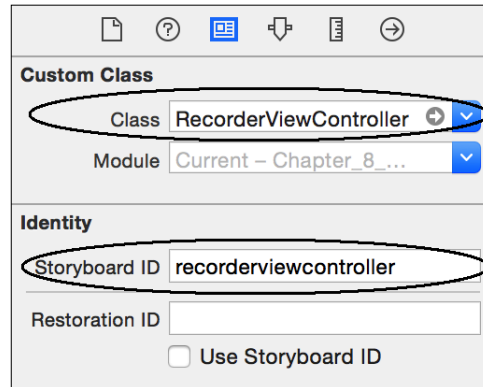 Custom Class
Class RecorderViewController
Module Current – Chapter_8_...
Identity
Storyboard ID recorderviewcontroller
Restoration ID
Use Storyboard ID